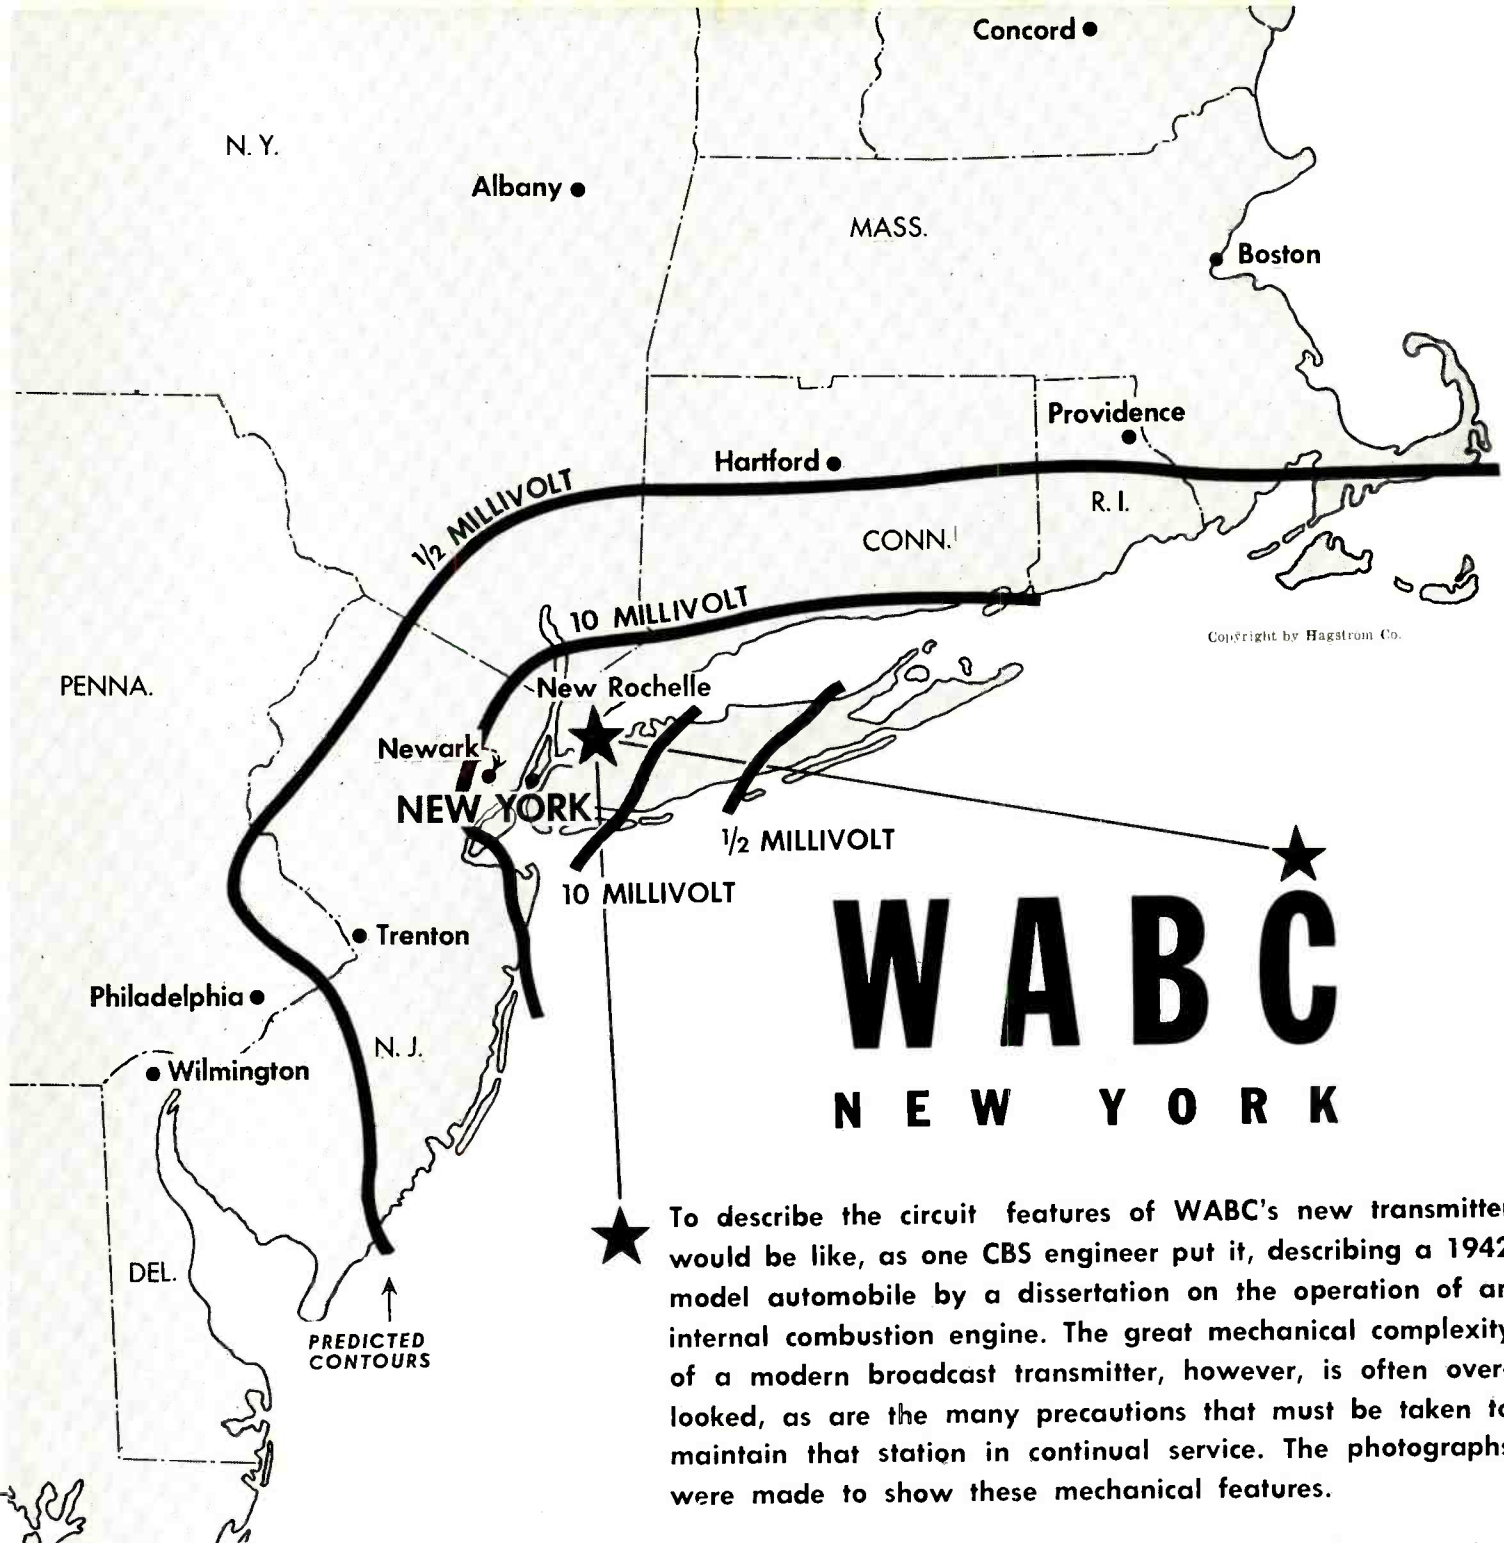 Concord
N. Y.
Albany
MASS.
Boston
Providence
Hartford
1/2 MILLIVOLT
R. I.
CONN.
10 MILLIVOLT
Copyright by Hagstrom Co.
PENNA.
New Rochelle
Newark
NEW YORK
1/2 MILLIVOLT
10 MILLIVOLT
WABC
NEW YORK
Trenton
Philadelphia
N. J.
Wilmington
DEL.
PREDICTED
CONTOURS
To describe the circuit features of WABC's new transmitter
would be like, as one CBS engineer put it, describing a 1942
model automobile by a dissertation on the operation of an
internal combustion engine. The great mechanical complexity
of a modern broadcast transmitter, however, is often over-
looked, as are the many precautions that must be taken to
maintain that station in continual service. The photographs
were made to show these mechanical features.